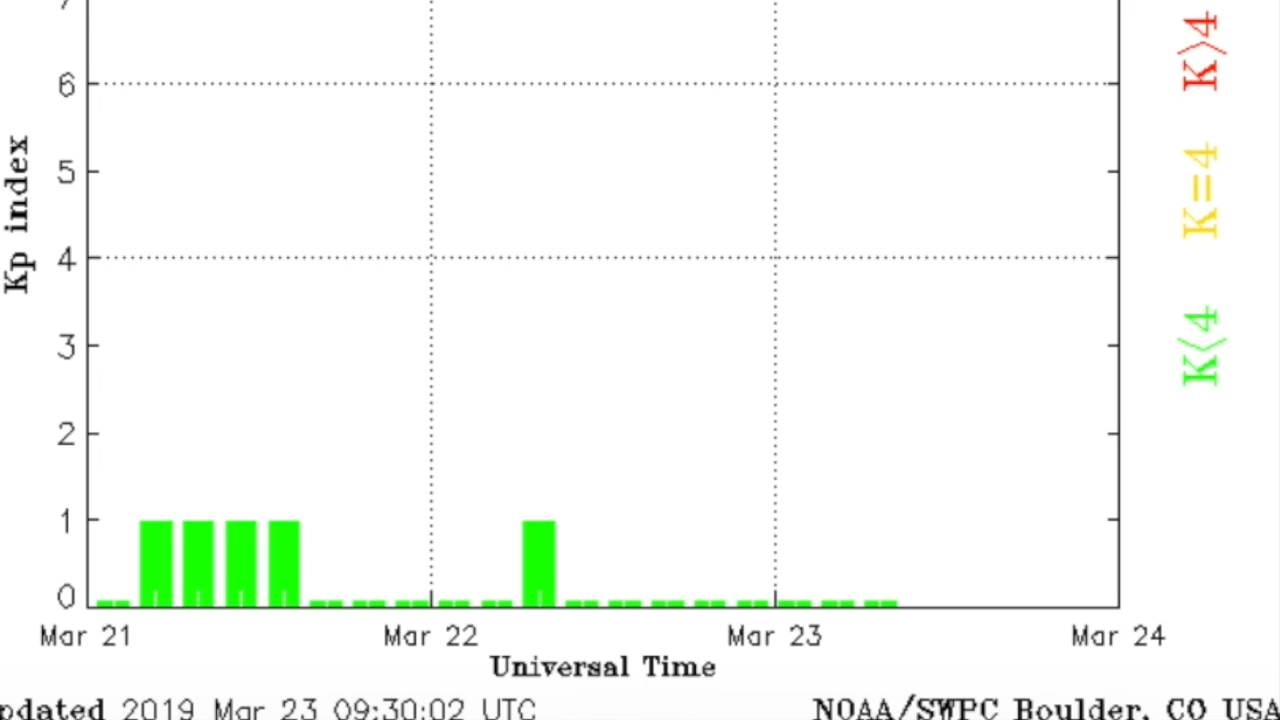 7
6
5
4
3
2
1
0
Kp index
K>4
K=4
K<4
Mar 21 Mar 22 Mar 23 Mar 24
Universal Time
pdated 2019 Mar 23 09:30:02 UTC NOAA/SWPC Boulder, CO USA